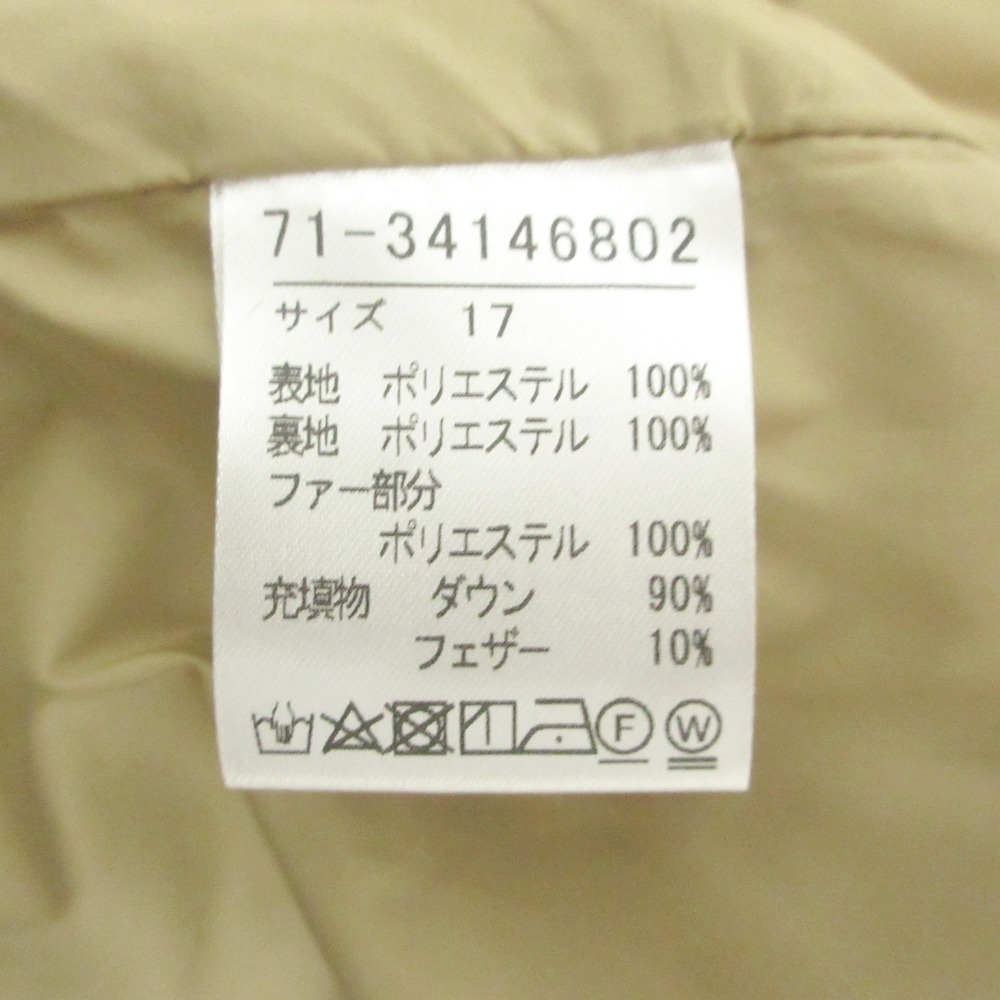 71-34146802
サイズ 17
表地 ポリエステル 100%
裏地 ポリエステル 100%
ファー部分
ポリエステル 100%
充填物 ダウン 90%
フェザー 10%
F W